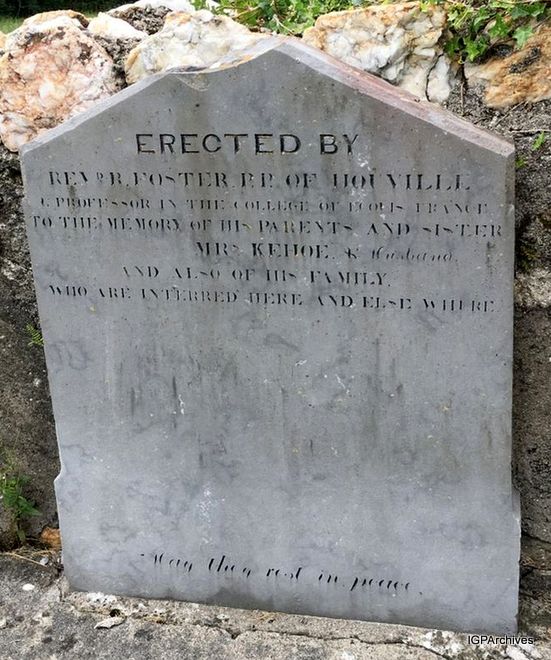 ERECTED BY
REVD R. FOSTER, P.P. OF HOUVILLE
& PROFESSOR IN THE COLLEGE OF ECOUIS FRANCE
TO THE MEMORY OF HIS PARENTS AND SISTER
MRS KEHOE, & Husband,
AND ALSO OF HIS FAMILY,
WHO ARE INTERRED HERE AND ELSE WHERE
May they rest in peace.
IGPArchives